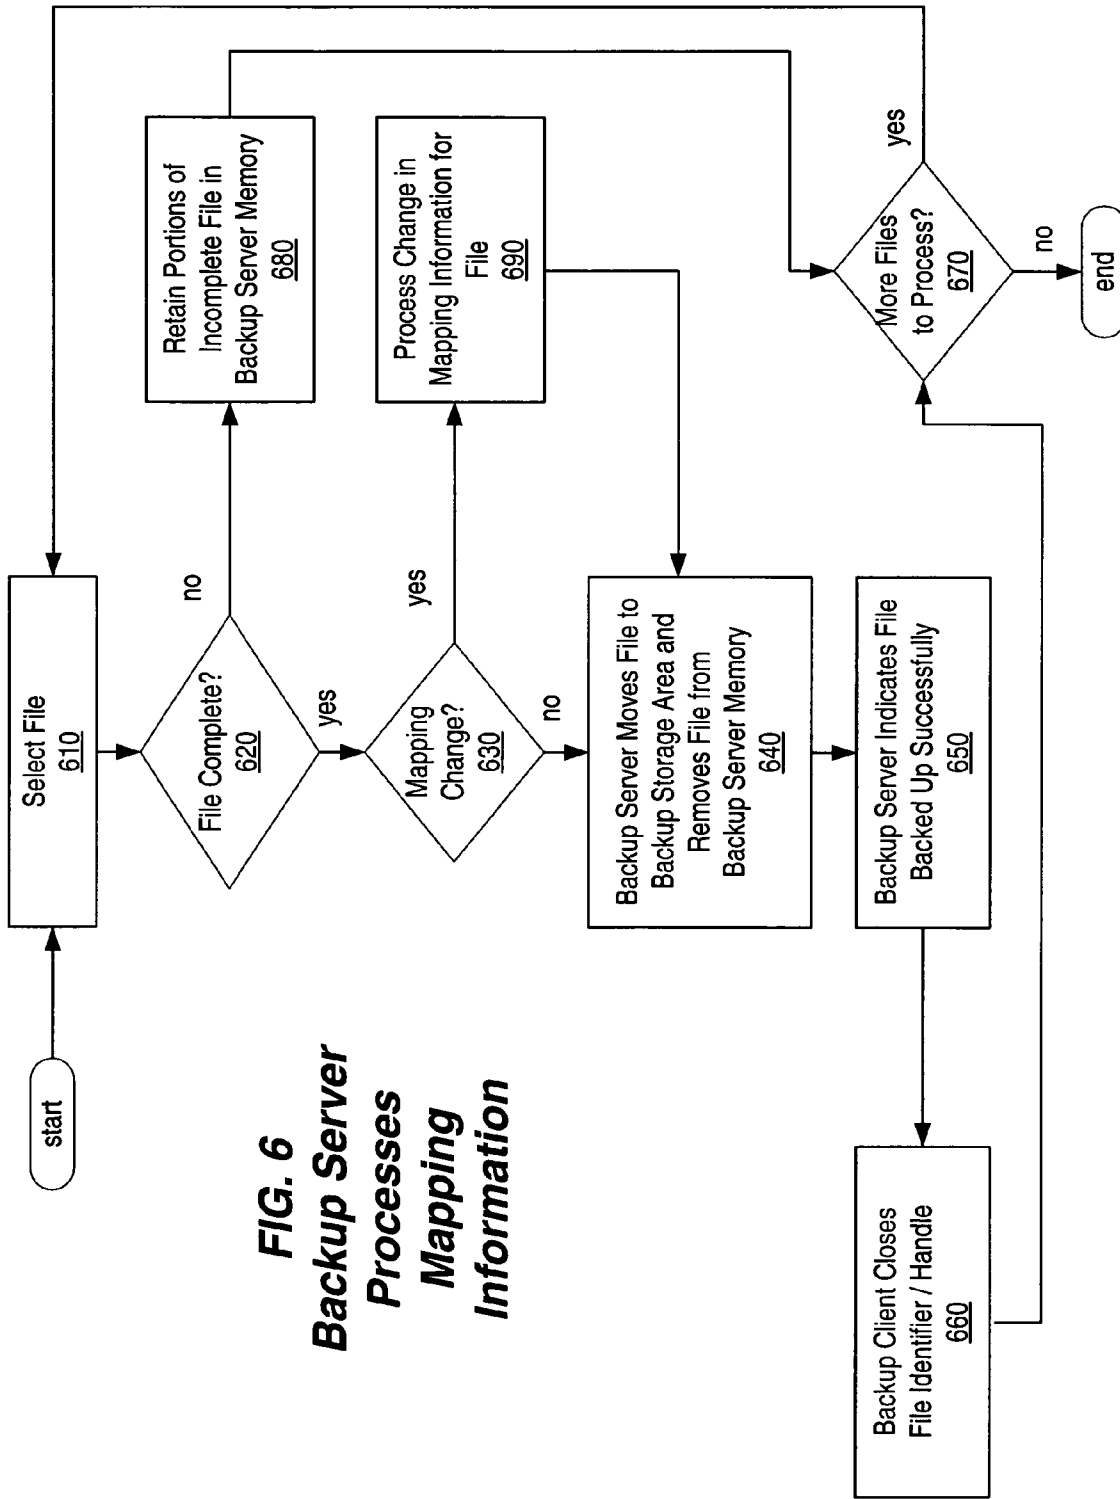 start
Select File
610
File Complete?
620
no
yes
Retain Portions of
Incomplete File in
Backup Server Memory
680
Mapping
Change?
630
yes
no
Process Change in
Mapping Information for
File
690
Backup Server Moves File to
Backup Storage Area and
Removes File from
Backup Server Memory
640
Backup Server Indicates File
Backed Up Successfully
650
Backup Client Closes
File Identifier / Handle
660
More Files
to Process?
670
yes
no
end
FIG. 6
Backup Server
Processes
Mapping
Information